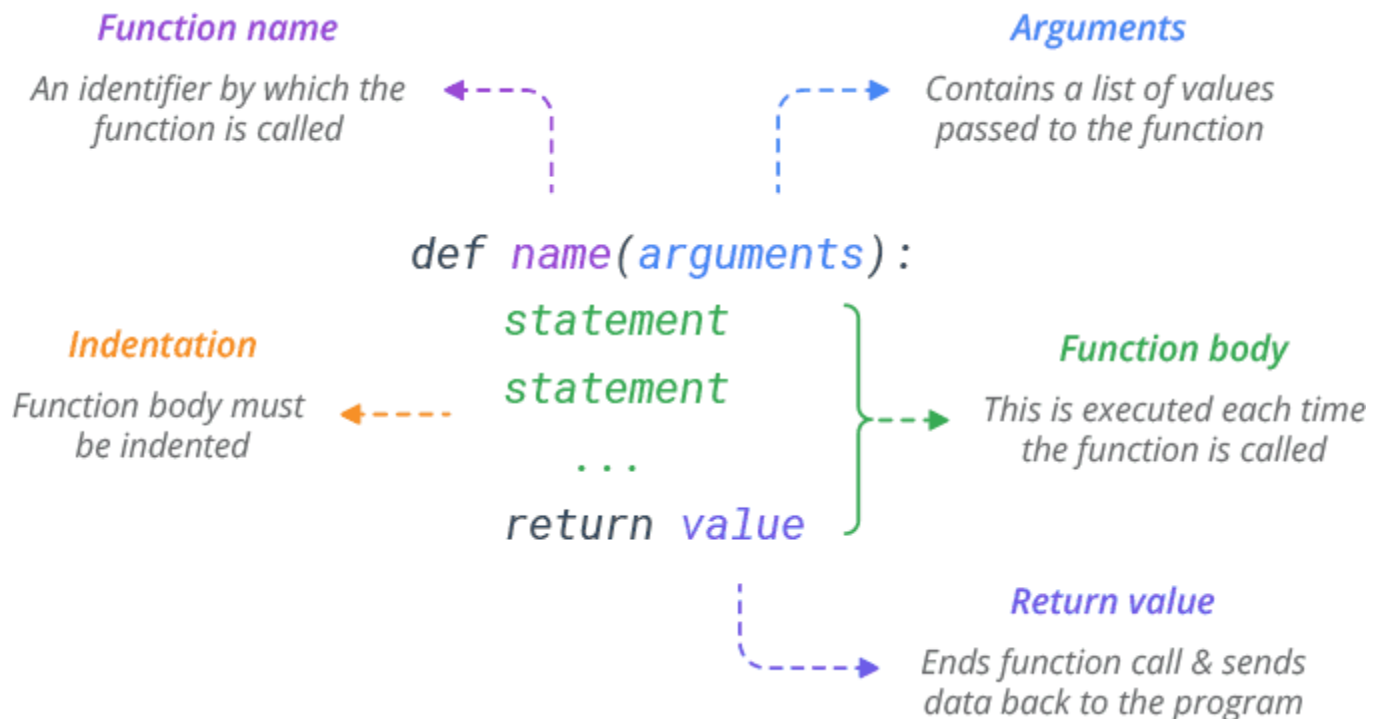 Function name
An identifier by which the
function is called
Arguments
Contains a list of values
passed to the function
def name(arguments):
statement
statement
...
return value
Indentation
Function body must
be indented
Function body
This is executed each time
the function is called
Return value
Ends function call & sends
data back to the program